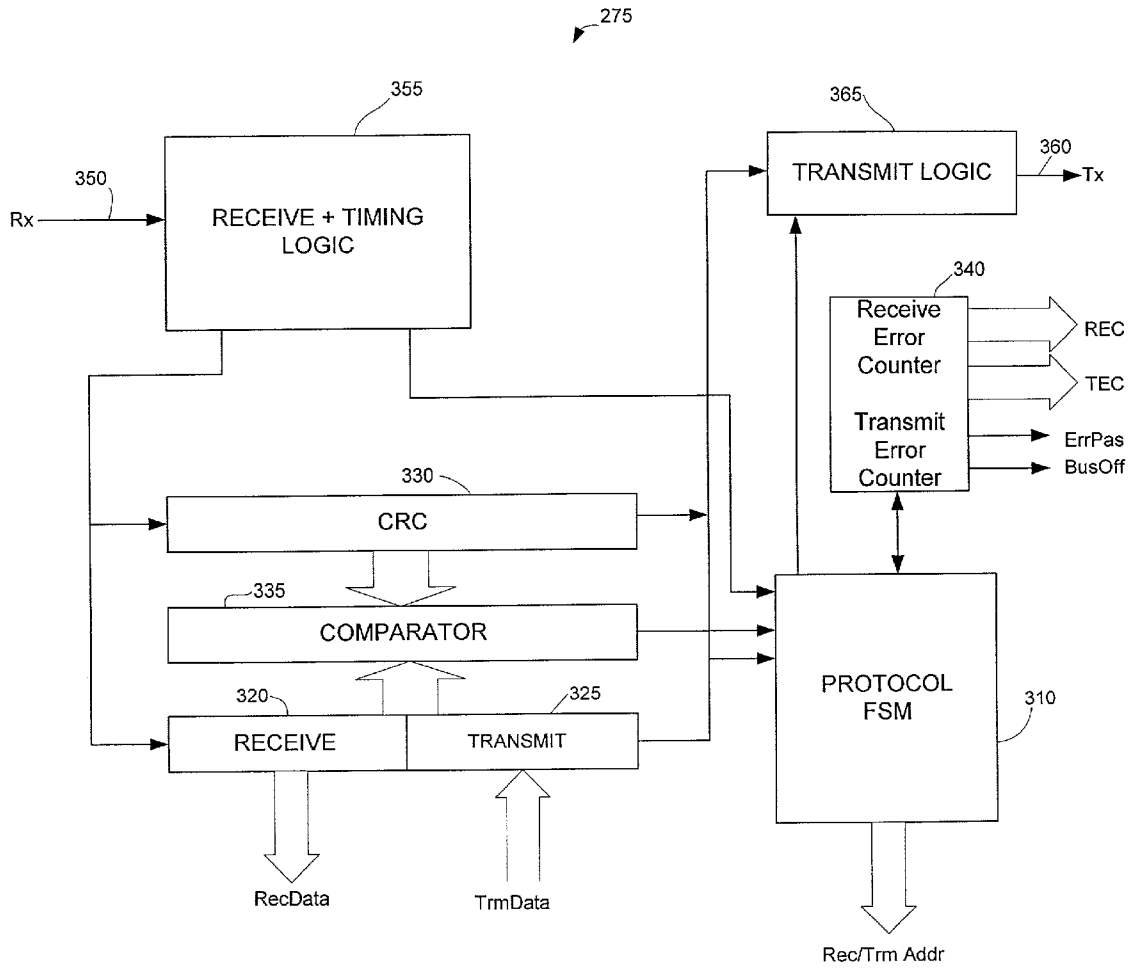 275
355
365
350
360
Rx
RECEIVE + TIMING
LOGIC
TRANSMIT LOGIC
Tx
340
Receive
Error
Counter
REC
TEC
Transmit
Error
Counter
ErrPas
BusOff
330
CRC
335
COMPARATOR
320
325
RECEIVE
TRANSMIT
PROTOCOL
FSM
310
RecData
TrmData
Rec/Trm Addr